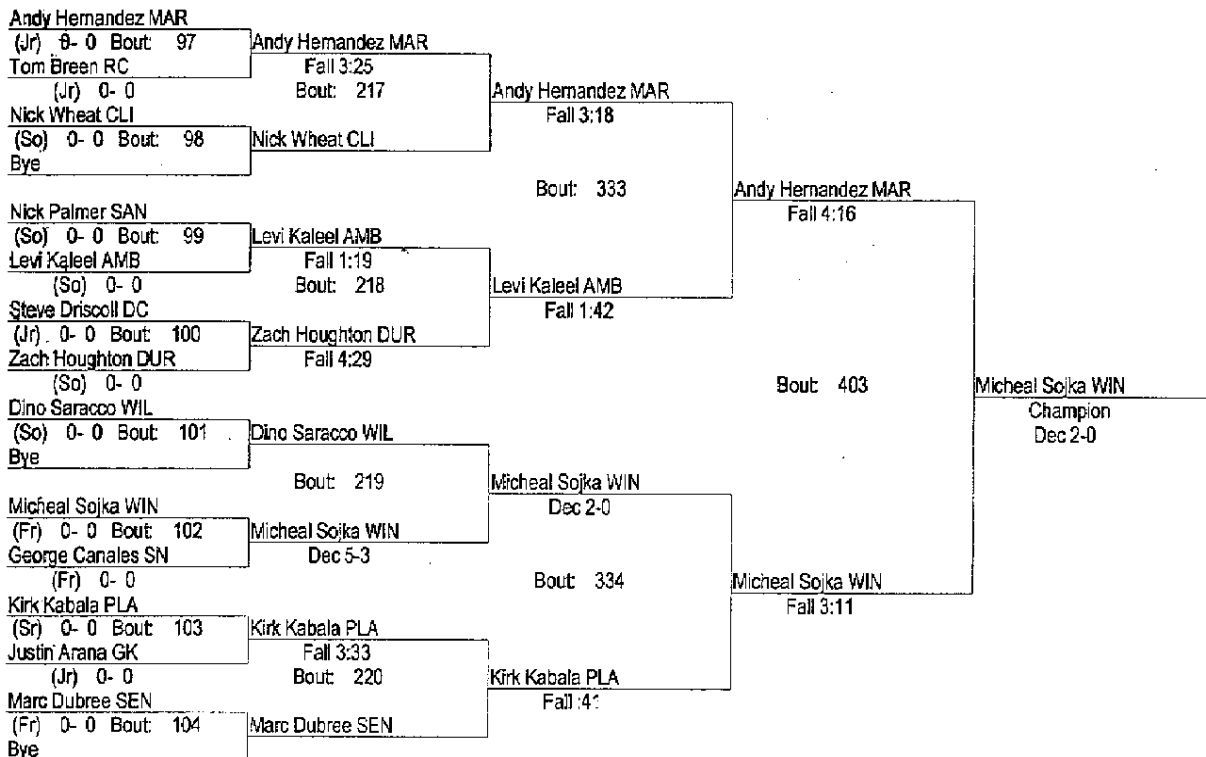 Andy Hernandez MAR
(Jr) 0- 0 Bout: 97
Tom Breen RC
(Jr) 0- 0
Nick Wheat CLI
(So) 0- 0 Bout: 98
Bye
Nick Palmer SAN
(So) 0- 0 Bout: 99
Levi Kaleel AMB
(So) 0- 0
Steve Driscoll DC
(Jr) 0- 0 Bout: 100
Zach Houghton DUR
(So) 0- 0
Dino Saracco WIL
(So) 0- 0 Bout: 101
Bye
Micheal Sojka WIN
(Fr) 0- 0 Bout: 102
George Canales SN
(Fr) 0- 0
Kirk Kabala PLA
(Sr) 0- 0 Bout: 103
Justin Arana GK
(Jr) 0- 0
Marc Dubree SEN
(Fr) 0- 0 Bout: 104
Bye
Andy Hernandez MAR
Fall 3:25
Bout: 217
Nick Wheat CLI
Levi Kaleel AMB
Fall 1:19
Bout: 218
Zach Houghton DUR
Fall 4:29
Dino Saracco WIL
Bout: 219
Micheal Sojka WIN
Dec 5-3
Kirk Kabala PLA
Fall 3:33
Bout: 220
Marc Dubree SEN
Andy Hernandez MAR
Fall 3:18
Bout: 333
Levi Kaleel AMB
Fall 1:42
Micheal Sojka WIN
Dec 2-0
Bout: 334
Kirk Kabala PLA
Fall :41
Andy Hernandez MAR
Fall 4:16
Bout: 403
Micheal Sojka WIN
Fall 3:11
Micheal Sojka WIN
Champion
Dec 2-0